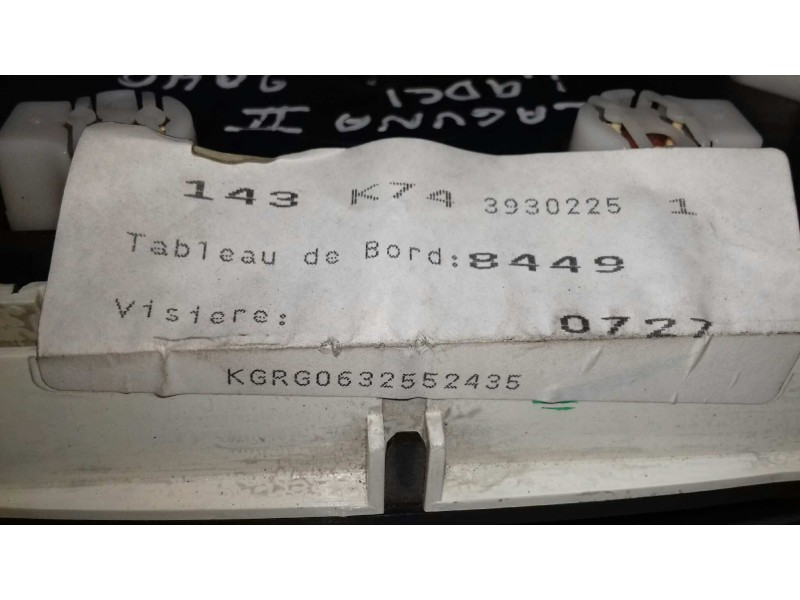 LAGUNA II
1.9DCI
143 K74 3930225 1
Tableau de Bord: 8449
Visiere: 0727
KGRG0632552435